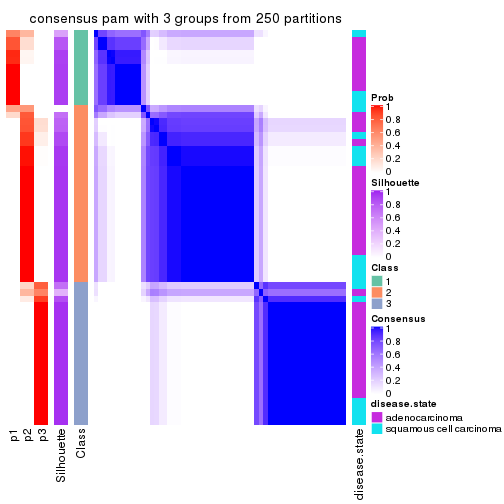 consensus pam with 3 groups from 250 partitions
Prob
1
0.8
0.6
0.4
0.2
0
Silhouette
1
0.8
0.6
0.4
0.2
0
Class
1
2
3
Consensus
1
0.8
0.6
0.4
0.2
0
disease.state
adenocarcinoma
squamous cell carcinoma
p1
p2
p3
Silhouette
Class
disease.state